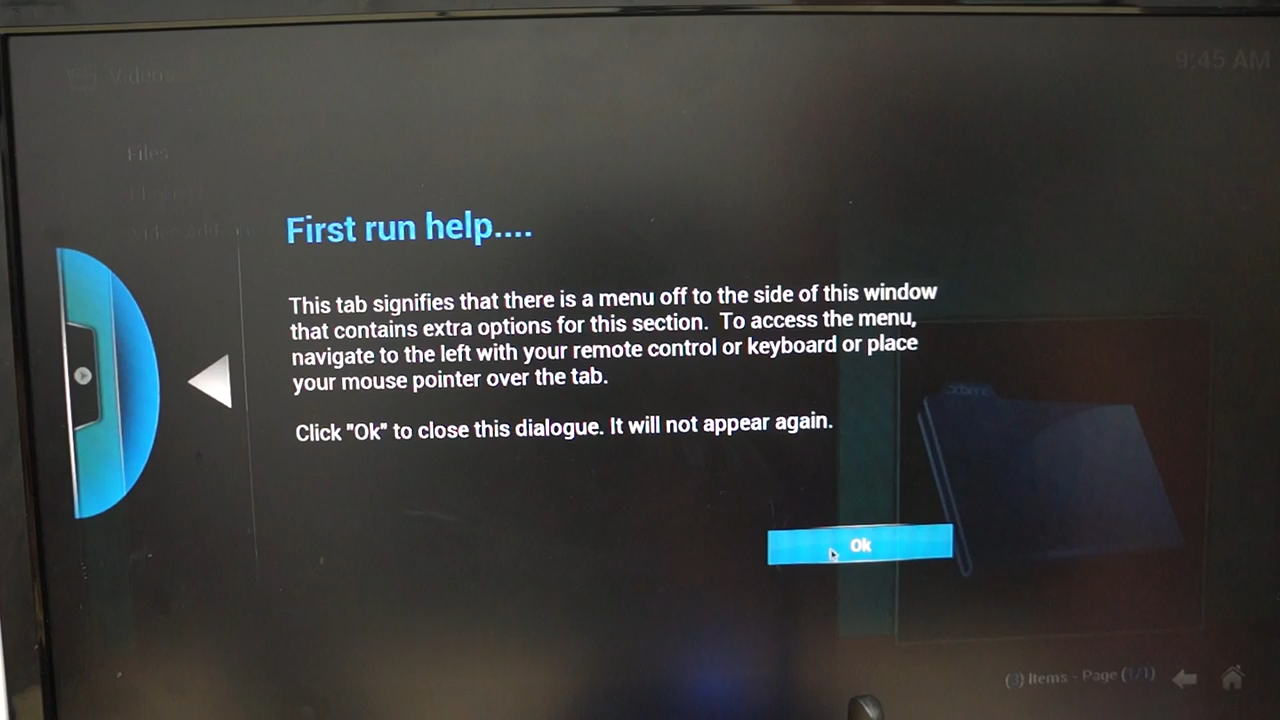 Videos
9:45 AM
Files
First run help....
This tab signifies that there is a menu off to the side of this window
that contains extra options for this section.  To access the menu,
navigate to the left with your remote control or keyboard or place
your mouse pointer over the tab.
Click "Ok" to close this dialogue. It will not appear again.
Ok
(3) Items - Page (1/1)